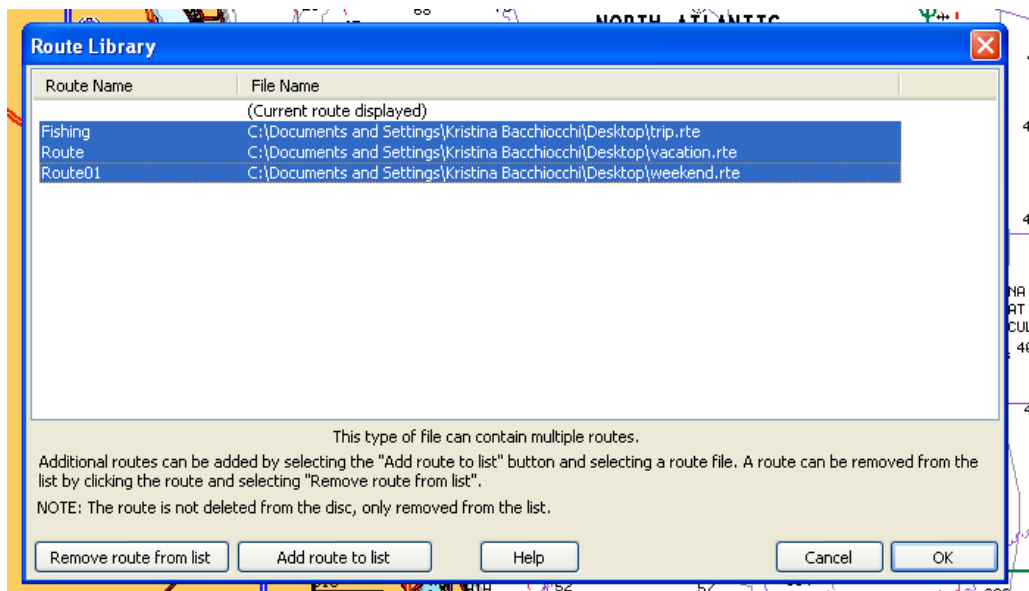 NORTH ATLANTIC
Route Library
Route Name File Name
(Current route displayed)
Fishing C:\Documents and Settings\Kristina Bacchiocchi\Desktop\trip.rte
Route C:\Documents and Settings\Kristina Bacchiocchi\Desktop\vacation.rte
Route01 C:\Documents and Settings\Kristina Bacchiocchi\Desktop\weekend.rte
This type of file can contain multiple routes.
Additional routes can be added by selecting the "Add route to list" button and selecting a route file. A route can be removed from the
list by clicking the route and selecting "Remove route from list".
NOTE: The route is not deleted from the disc, only removed from the list.
Remove route from list Add route to list Help Cancel OK